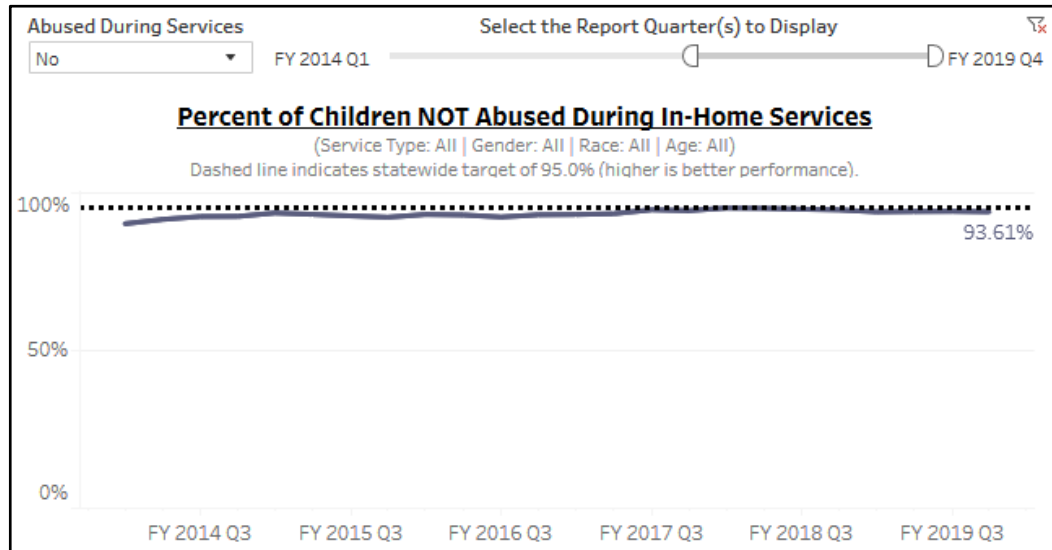 Abused During Services
Select the Report Quarter(s) to Display
No
FY 2014 Q1
FY 2019 Q4
Percent of Children NOT Abused During In-Home Services
(Service Type: All | Gender: All | Race: All | Age: All)
Dashed line indicates statewide target of 95.0% (higher is better performance).
100%
93.61%
50%
0%
FY 2014 Q3 FY 2015 Q3 FY 2016 Q3 FY 2017 Q3 FY 2018 Q3 FY 2019 Q3